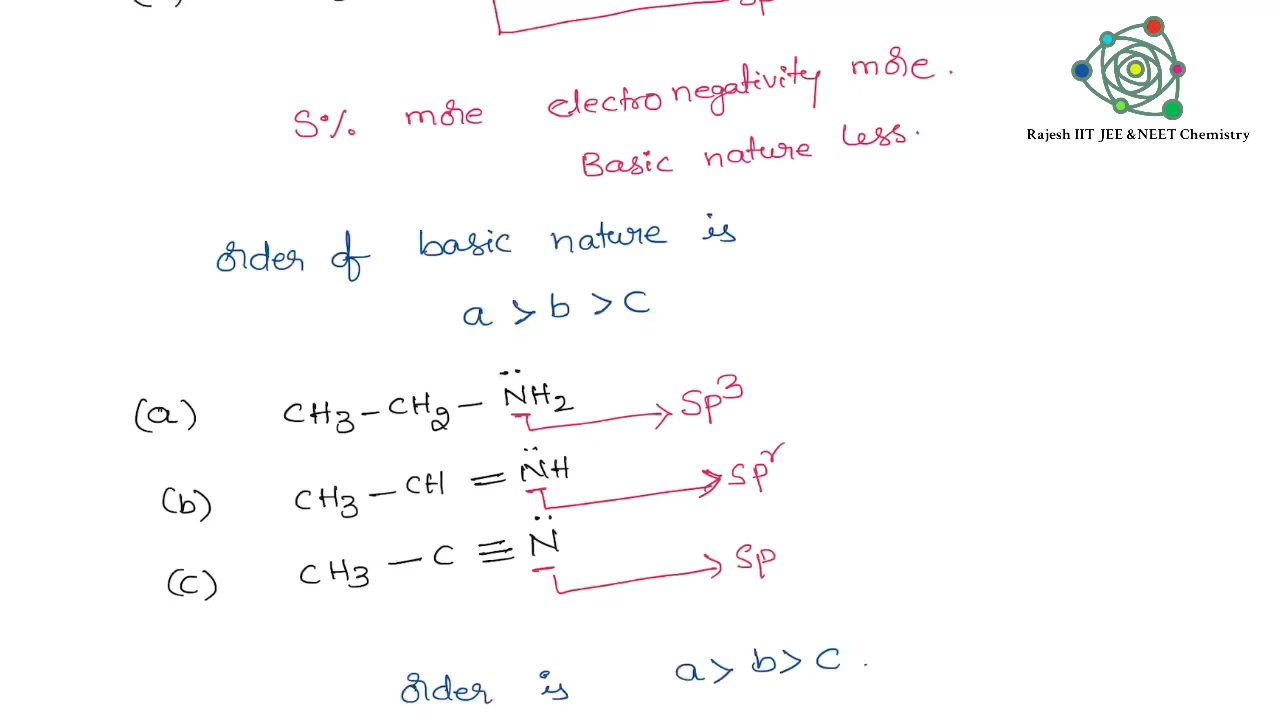 S% more electronegativity more.
Basic nature less.
Rajesh IIT JEE &NEET Chemistry
order of basic nature is
a > b > c
(a) CH3 - CH2 - N̈H2 → Sp3
(b) CH3 - CH = N̈H → Sp2
(c) CH3 - C ≡ N̈ → Sp
order is a > b > c.